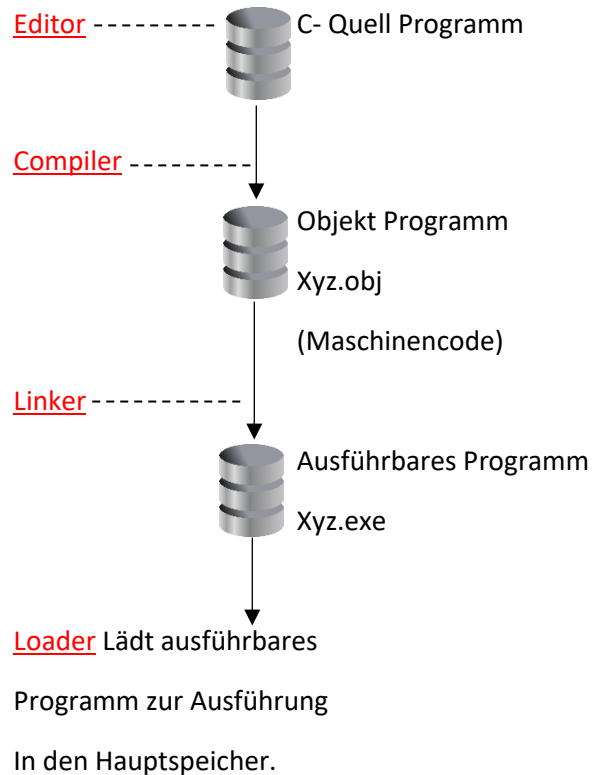 Editor C- Quell Programm
Compiler
Objekt Programm
Xyz.obj
(Maschinencode)
Linker
Ausführbares Programm
Xyz.exe
Loader Lädt ausführbares
Programm zur Ausführung
In den Hauptspeicher.